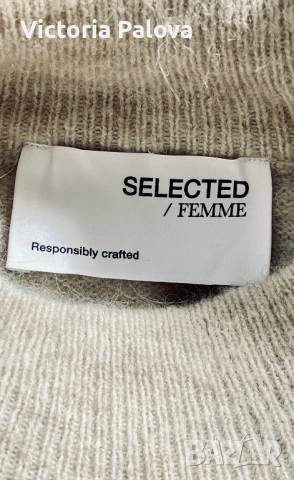 Victoria Palova
SELECTED
/ FEMME
Responsibly crafted
BAZAR